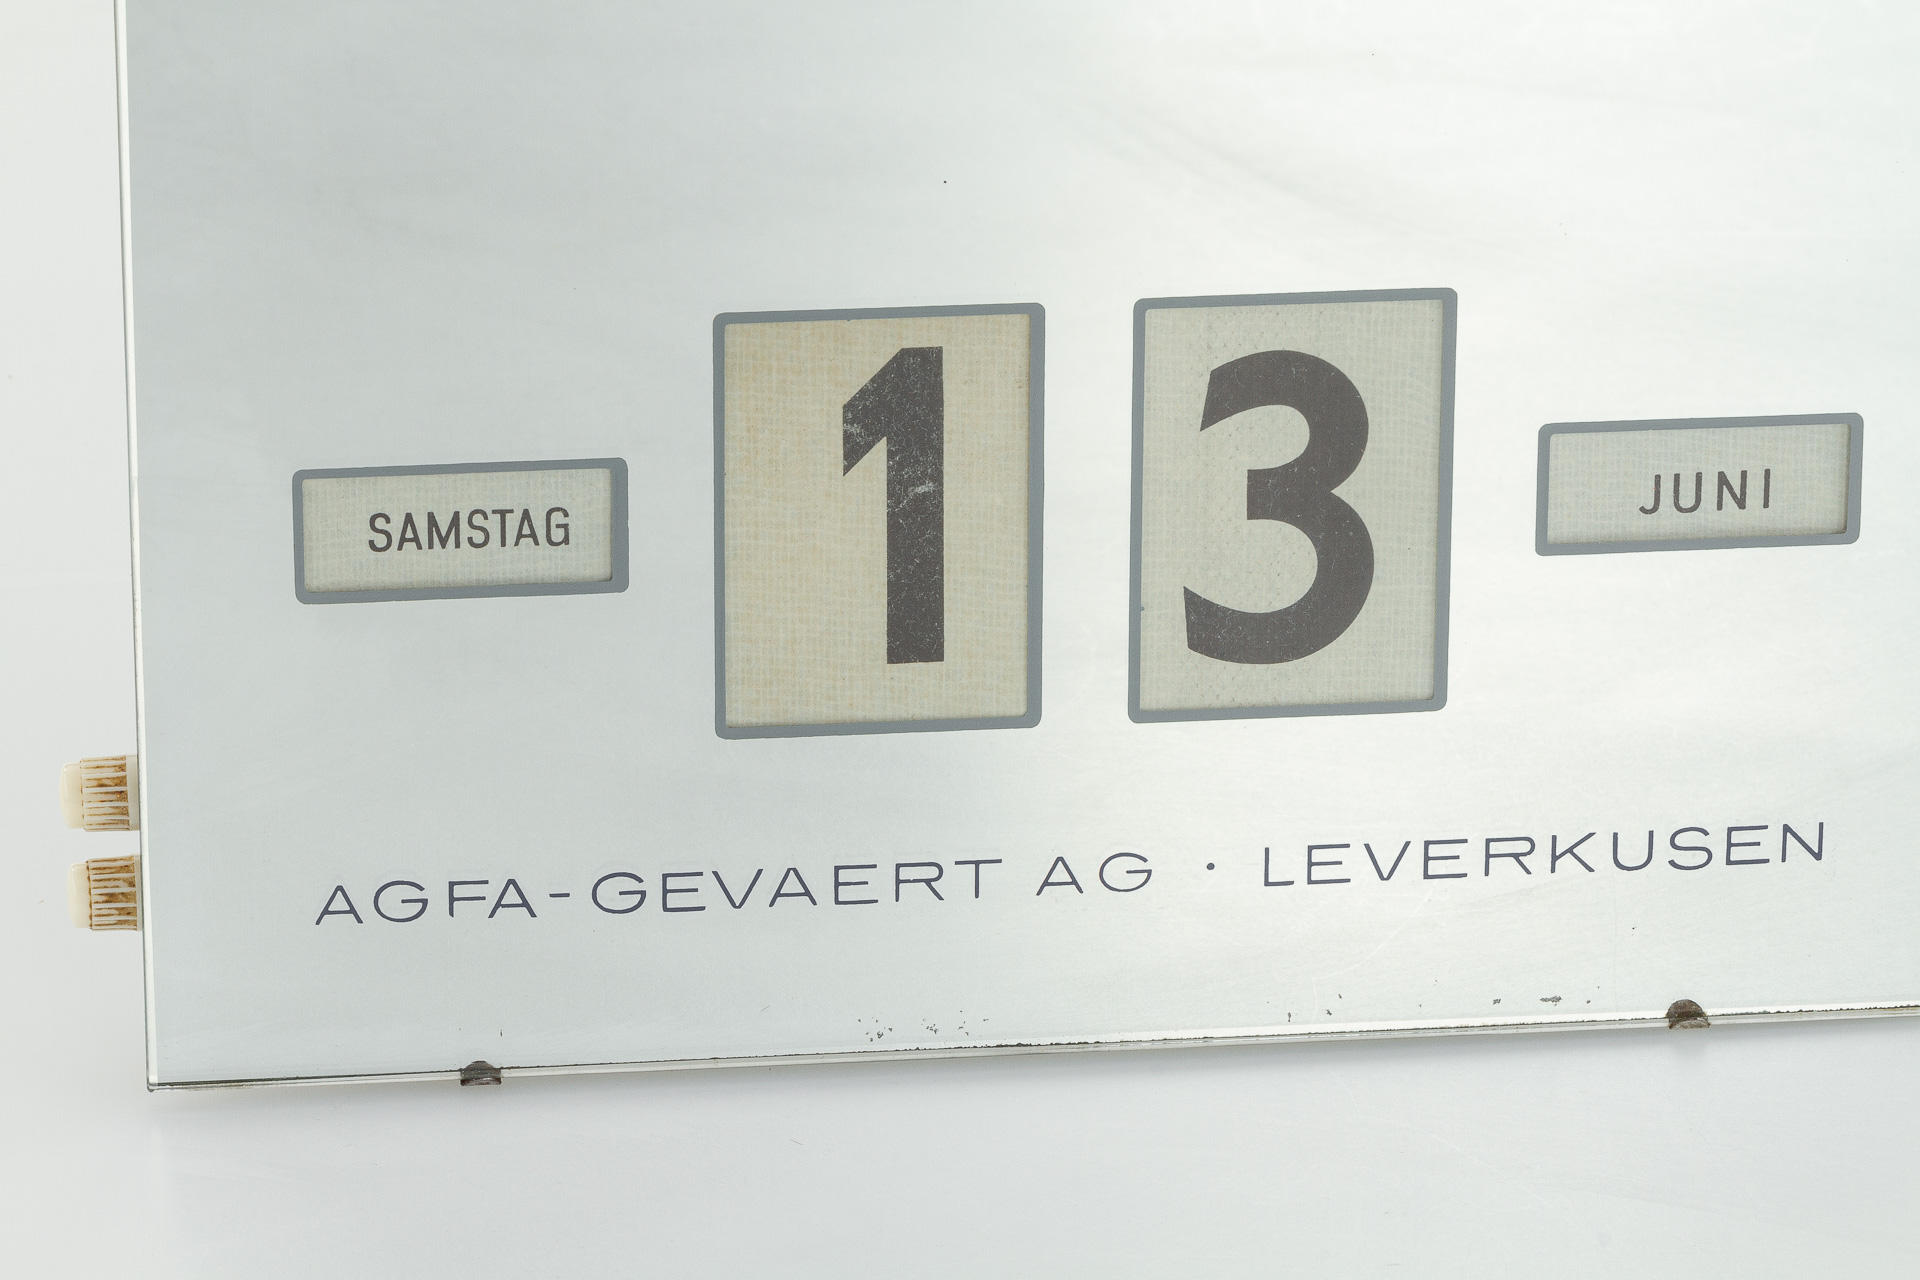 SAMSTAG 13 JUNI
AGFA-GEVAERT AG · LEVERKUSEN